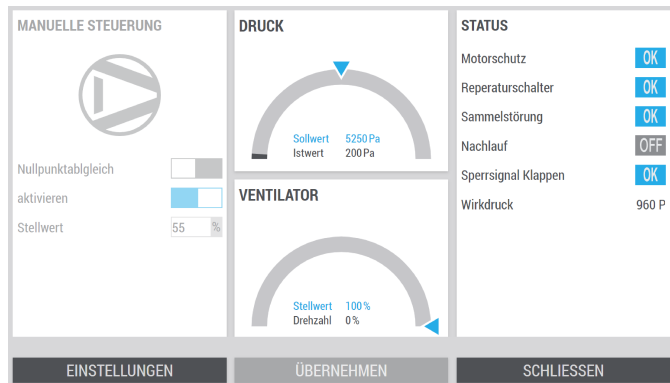 MANUELLE STEUERUNG
Nullpunktablgleich
aktivieren
Stellwert 55 %
DRUCK
Sollwert 5250 Pa
Istwert 200 Pa
VENTILATOR
Stellwert 100 %
Drehzahl 0 %
STATUS
Motorschutz OK
Reperaturschalter OK
Sammelstörung OK
Nachlauf OFF
Sperrsignal Klappen OK
Wirkdruck 960 P
EINSTELLUNGEN
ÜBERNEHMEN
SCHLIESSEN